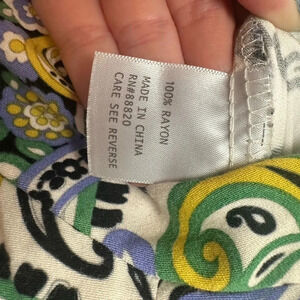 100% RAYON
MADE IN CHINA
RN#88820
CARE SEE REVERSE